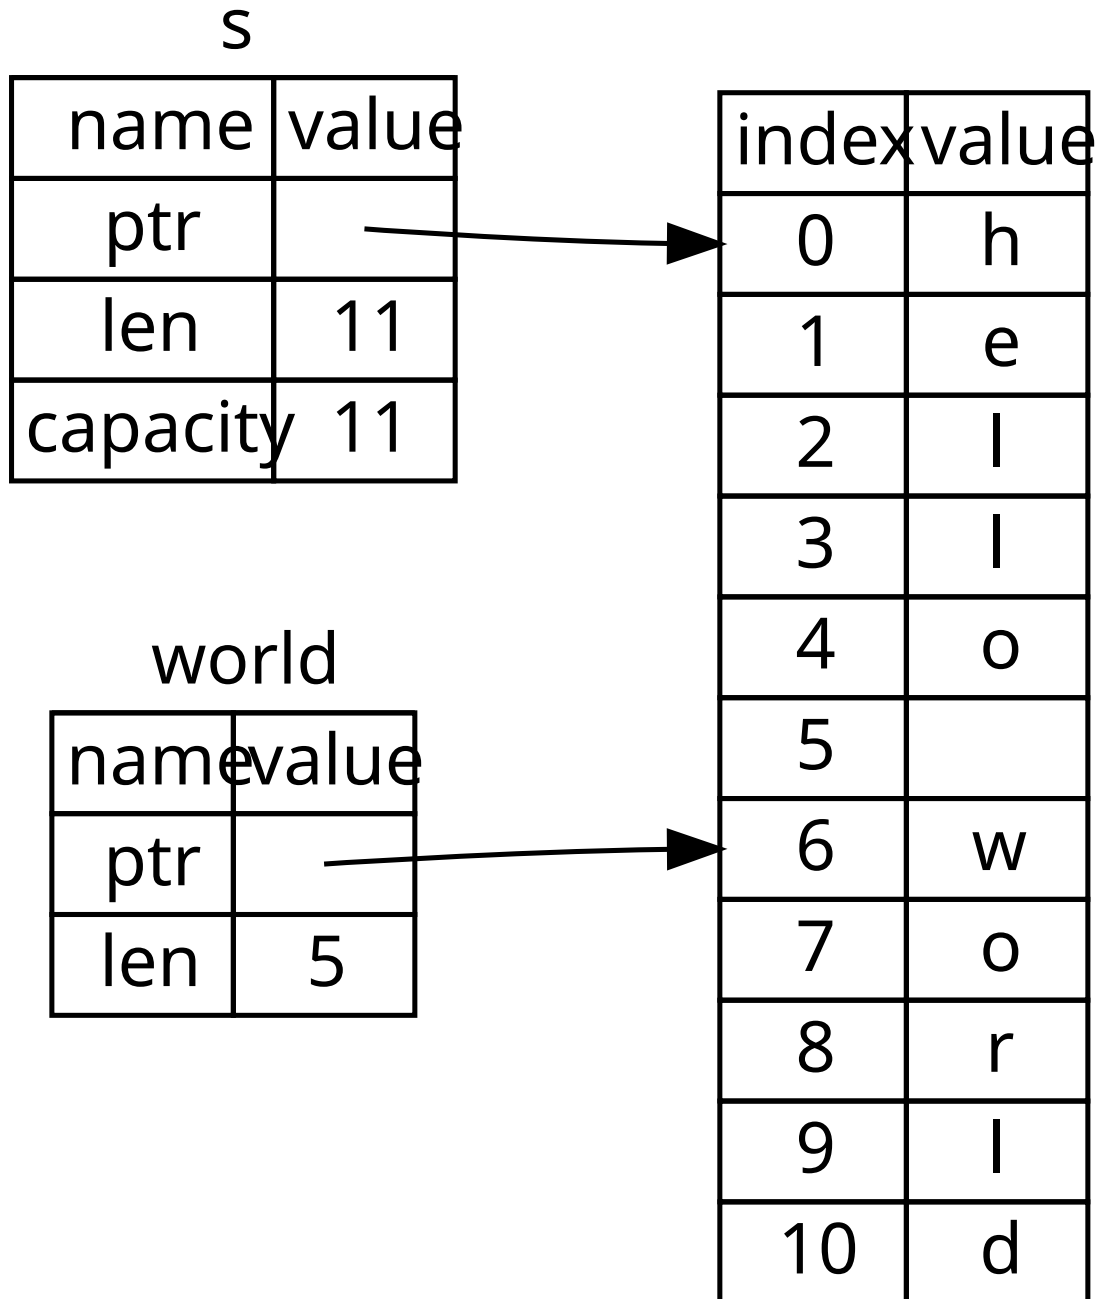 s
name value
ptr
len 11
capacity 11
world
name value
ptr
len 5
index value
0 h
1 e
2 l
3 l
4 o
5
6 w
7 o
8 r
9 l
10 d